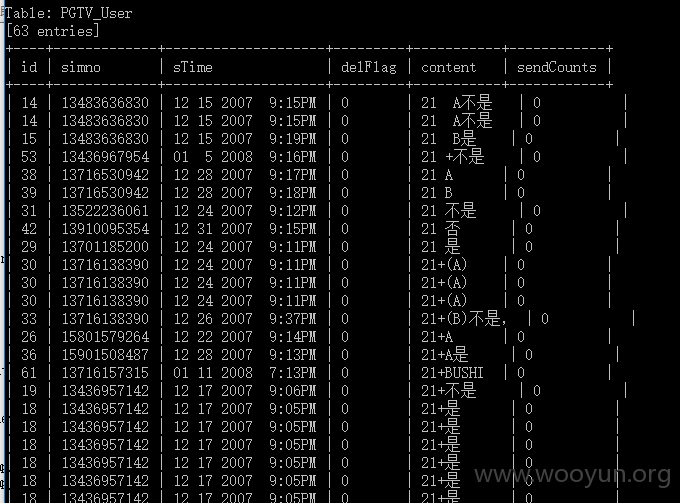 Table: PGTV_User
[63 entries]
| id | simno | sTime | delFlag | content | sendCounts |
| 14 | 13483636830 | 12 15 2007 9:15PM | 0 | 21 A不是 | 0 |
| 14 | 13483636830 | 12 15 2007 9:15PM | 0 | 21 A不是 | 0 |
| 15 | 13483636830 | 12 15 2007 9:19PM | 0 | 21 B是 | 0 |
| 53 | 13436967954 | 01 5 2008 9:16PM | 0 | 21 +不是 | 0 |
| 38 | 13716530942 | 12 28 2007 9:17PM | 0 | 21 A | 0 |
| 39 | 13716530942 | 12 28 2007 9:18PM | 0 | 21 B | 0 |
| 31 | 13522236061 | 12 24 2007 9:12PM | 0 | 21 不是 | 0 |
| 42 | 13910095354 | 12 31 2007 9:15PM | 0 | 21 否 | 0 |
| 29 | 13701185200 | 12 24 2007 9:11PM | 0 | 21 是 | 0 |
| 30 | 13716138390 | 12 24 2007 9:11PM | 0 | 21+(A) | 0 |
| 30 | 13716138390 | 12 24 2007 9:11PM | 0 | 21+(A) | 0 |
| 30 | 13716138390 | 12 24 2007 9:11PM | 0 | 21+(A) | 0 |
| 33 | 13716138390 | 12 26 2007 9:37PM | 0 | 21+(B)不是, | 0 |
| 26 | 15801579264 | 12 22 2007 9:14PM | 0 | 21+A | 0 |
| 36 | 15901508487 | 12 28 2007 9:13PM | 0 | 21+A是 | 0 |
| 61 | 13716157315 | 01 11 2008 7:13PM | 0 | 21+BUSHI | 0 |
| 19 | 13436957142 | 12 17 2007 9:06PM | 0 | 21+不是 | 0 |
| 18 | 13436957142 | 12 17 2007 9:05PM | 0 | 21+是 | 0 |
| 18 | 13436957142 | 12 17 2007 9:05PM | 0 | 21+是 | 0 |
| 18 | 13436957142 | 12 17 2007 9:05PM | 0 | 21+是 | 0 |
| 18 | 13436957142 | 12 17 2007 9:05PM | 0 | 21+是 | 0 |
| 18 | 13436957142 | 12 17 2007 9:05PM | 0 | 21+是 | 0 |
| 18 | 13436957142 | 12 17 2007 9:05PM | 0 | 21+是 | 0 |
www.wooyun.org